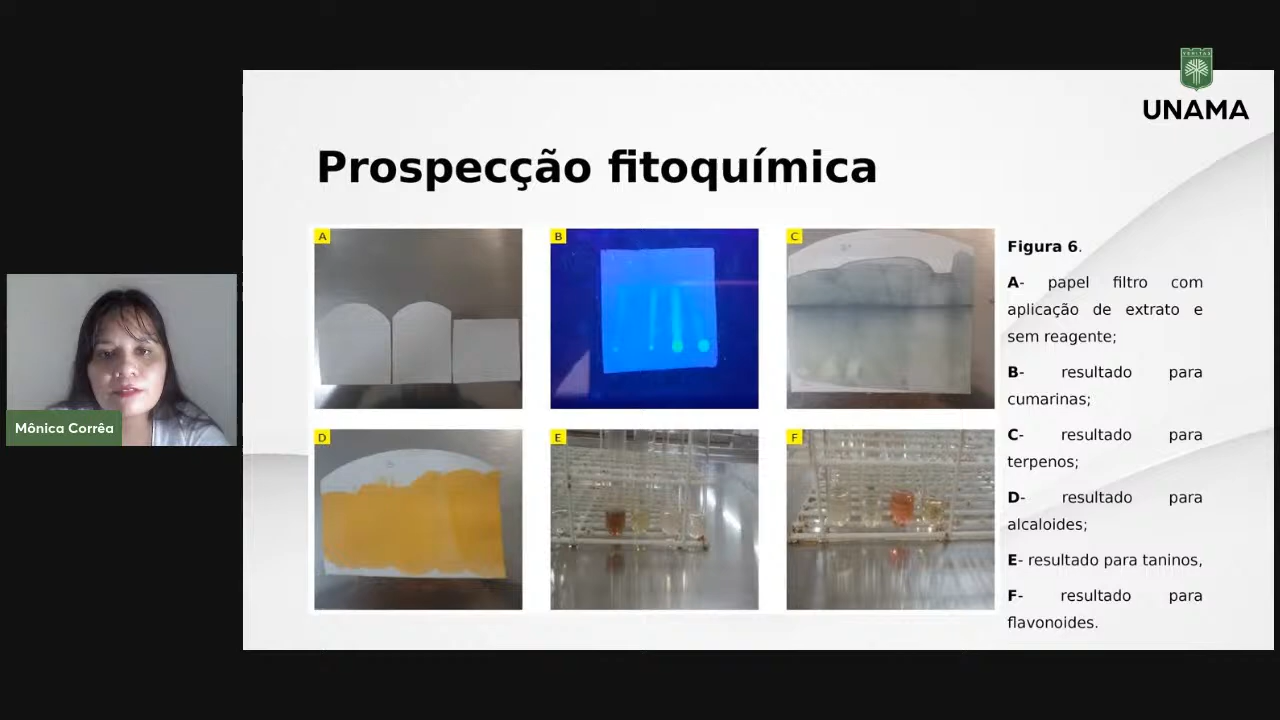 VERITAS
UNAMA
Prospecção fitoquímica
A
B
C
D
E
F
Figura 6.
A- papel filtro com
aplicação de extrato e
sem reagente;
B- resultado para
cumarinas;
C- resultado para
terpenos;
D- resultado para
alcaloides;
E- resultado para taninos,
F- resultado para
flavonoides.
Mônica Corrêa